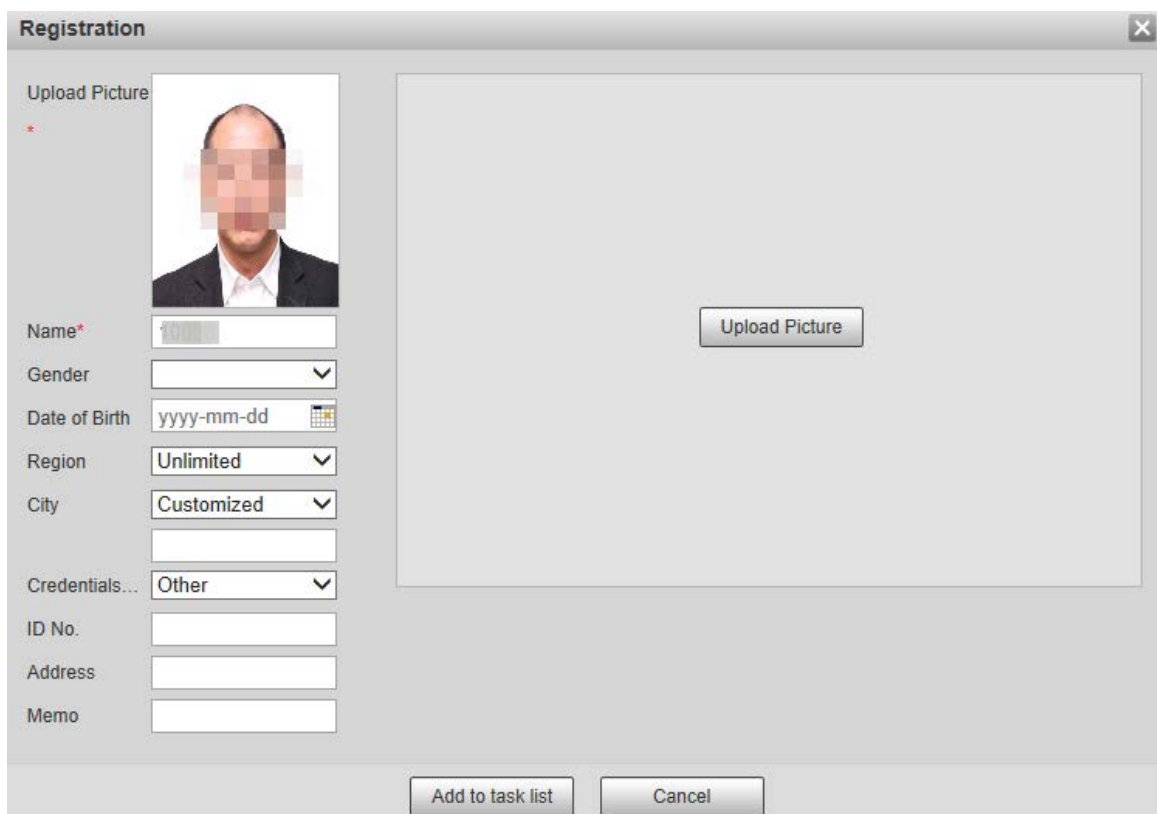 Registration
Upload Picture
*
Name*
Gender
Date of Birth yyyy-mm-dd
Region Unlimited
City Customized
Credentials... Other
ID No.
Address
Memo
Upload Picture
Add to task list Cancel